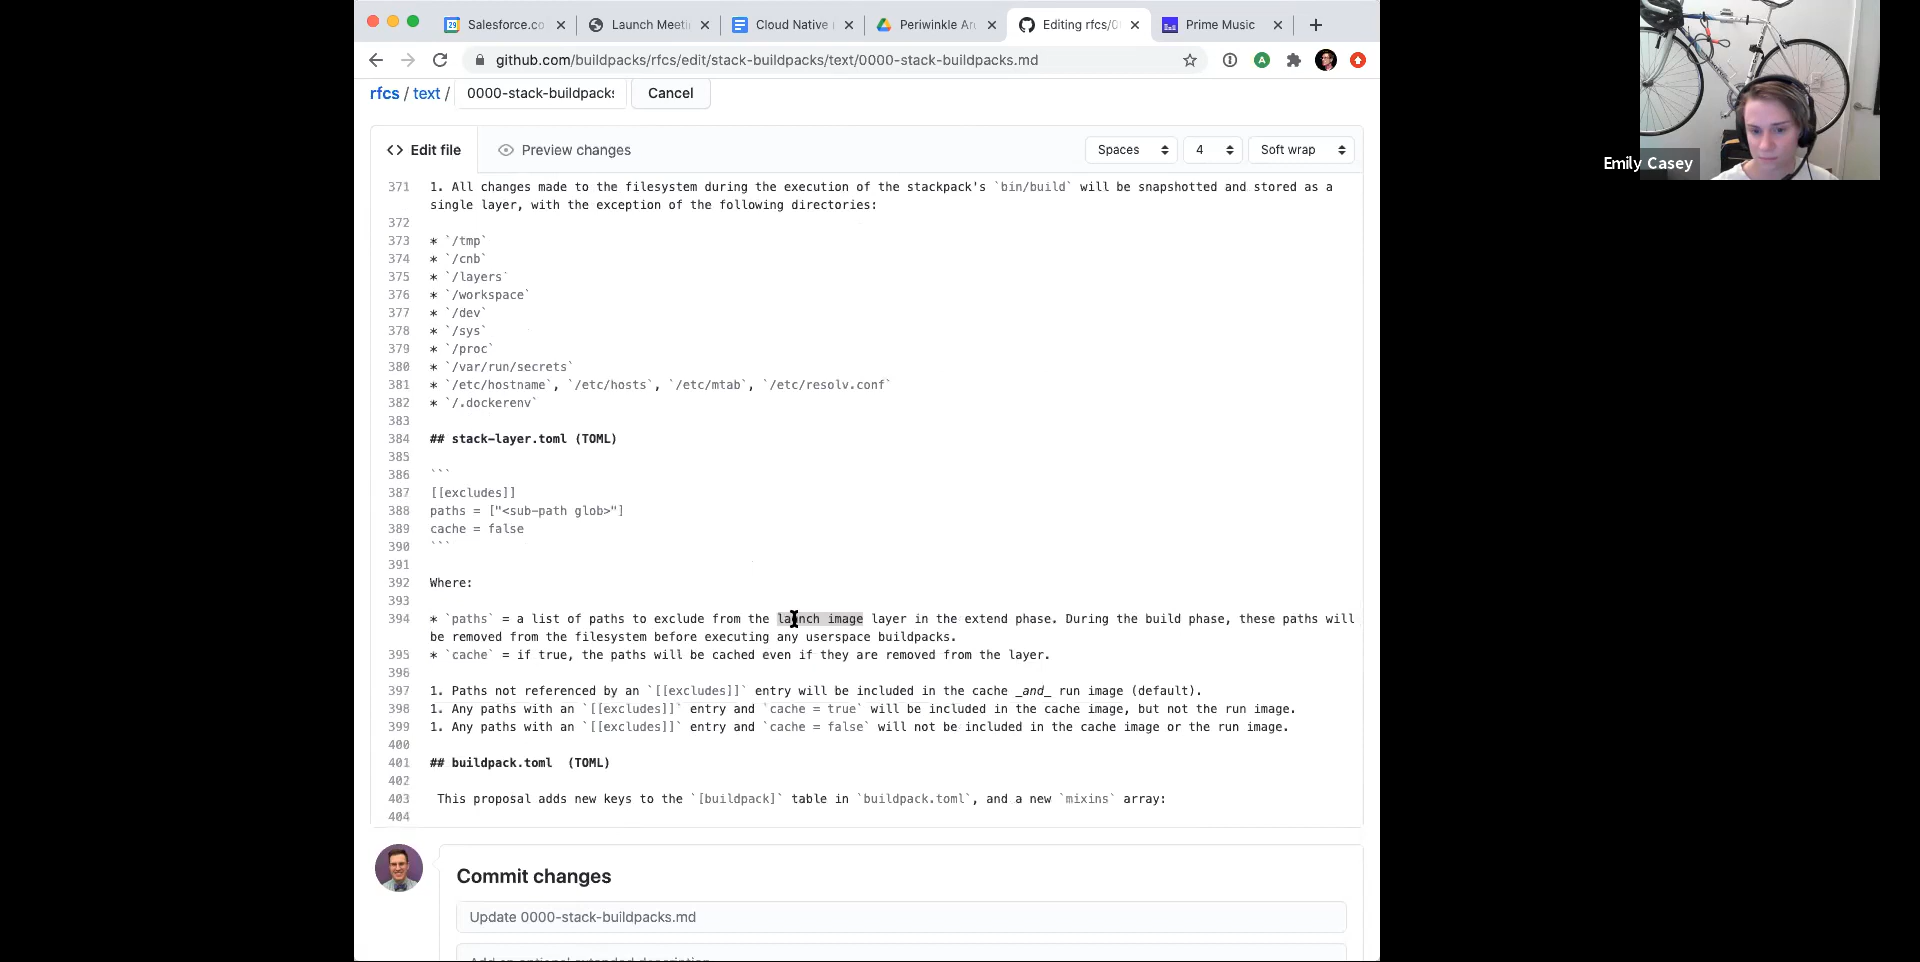 Salesforce.co
Launch Meeti
Cloud Native
Periwinkle Ar
Editing rfcs/0
Prime Music
github.com/buildpacks/rfcs/edit/stack-buildpacks/text/0000-stack-buildpacks.md
rfcs / text / 0000-stack-buildpacks Cancel
<> Edit file Preview changes Spaces 4 Soft wrap
371 1. All changes made to the filesystem during the execution of the stackpack's `bin/build` will be snapshotted and stored as a
single layer, with the exception of the following directories:
372
373 * `/tmp`
374 * `/cnb`
375 * `/layers`
376 * `/workspace`
377 * `/dev`
378 * `/sys`
379 * `/proc`
380 * `/var/run/secrets`
381 * `/etc/hostname`, `/etc/hosts`, `/etc/mtab`, `/etc/resolv.conf`
382 * `/.dockerenv`
383
384 ## stack-layer.toml (TOML)
385
386 ```
387 [[excludes]]
388 paths = ["<sub-path glob>"]
389 cache = false
390 ```
391
392 Where:
393
394 * `paths` = a list of paths to exclude from the launch image layer in the extend phase. During the build phase, these paths will
be removed from the filesystem before executing any userspace buildpacks.
395 * `cache` = if true, the paths will be cached even if they are removed from the layer.
396
397 1. Paths not referenced by an `[[excludes]]` entry will be included in the cache _and_ run image (default).
398 1. Any paths with an `[[excludes]]` entry and `cache = true` will be included in the cache image, but not the run image.
399 1. Any paths with an `[[excludes]]` entry and `cache = false` will not be included in the cache image or the run image.
400
401 ## buildpack.toml  (TOML)
402
403  This proposal adds new keys to the `[buildpack]` table in `buildpack.toml`, and a new `mixins` array:
404
Commit changes
Update 0000-stack-buildpacks.md
Add an optional extended description
Emily Casey